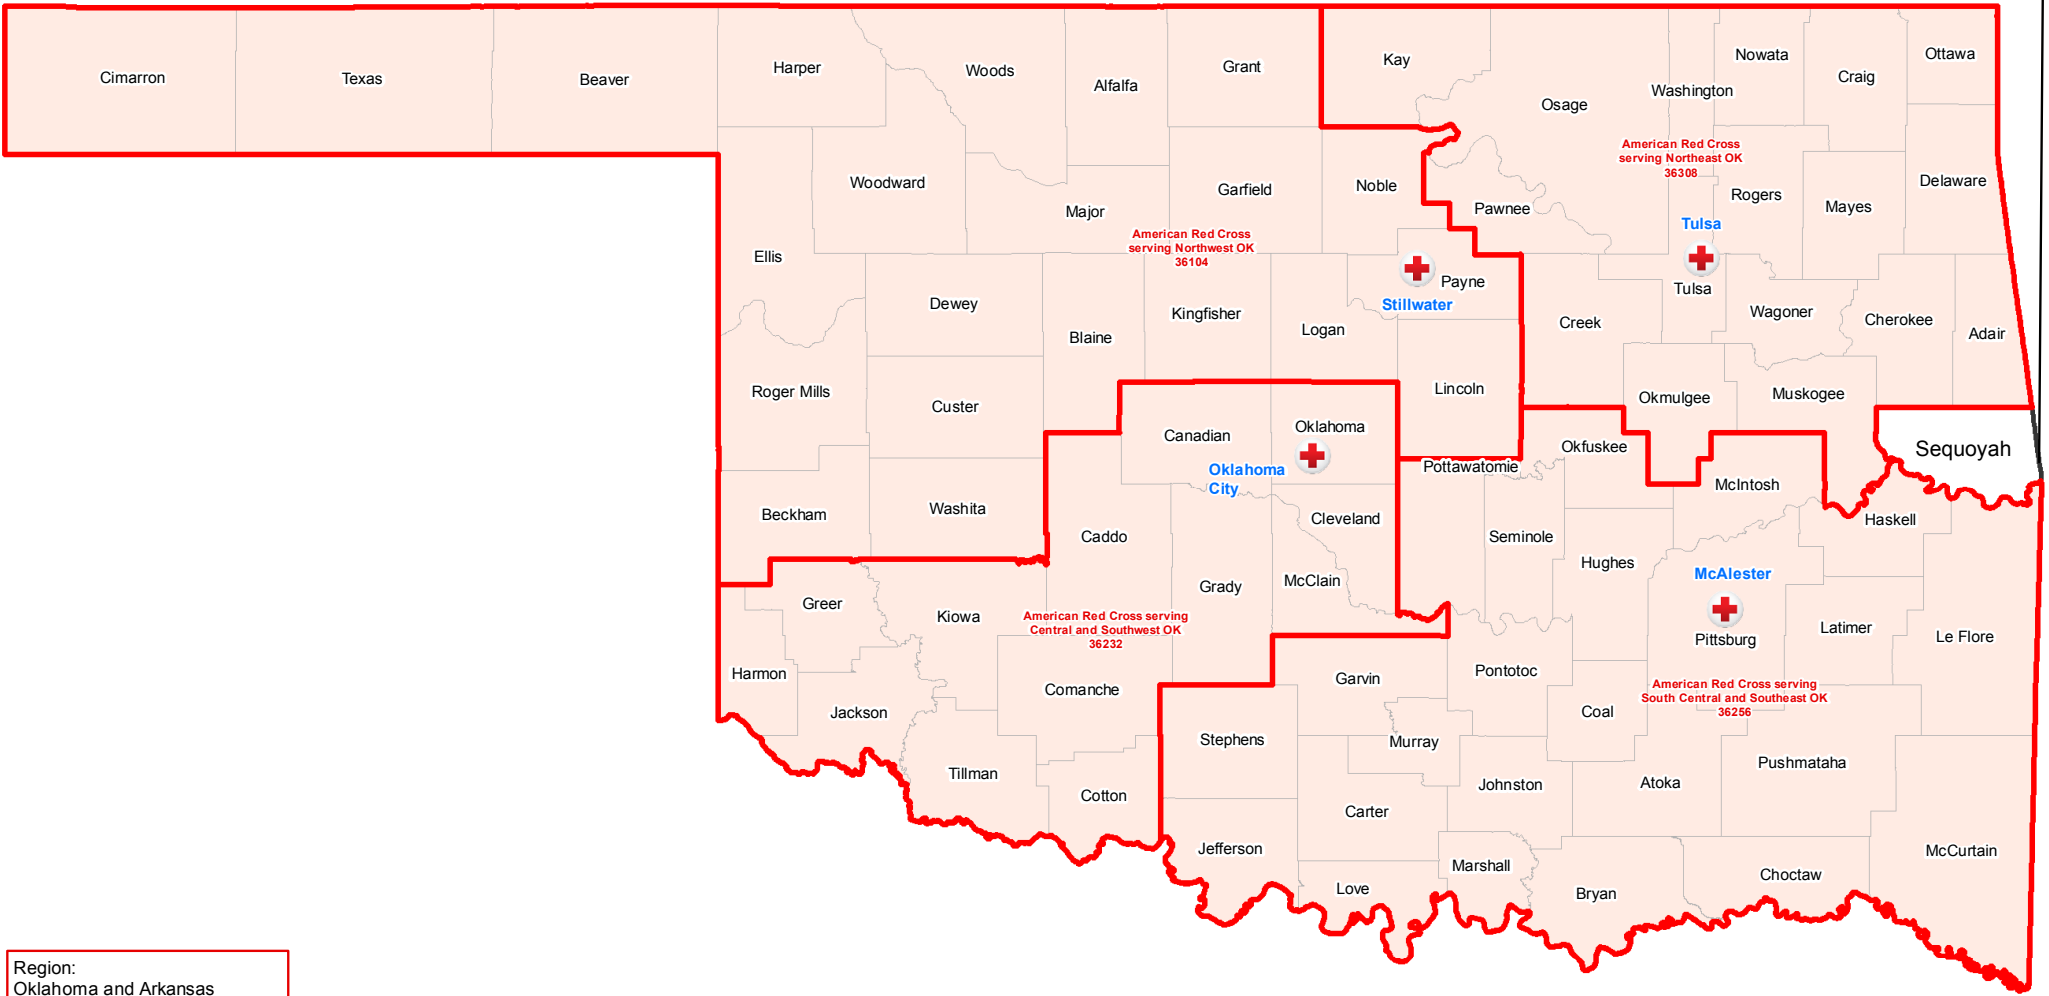 Cimarron
Texas
Beaver
Harper
Woods
Alfalfa
Grant
Kay
Osage
Washington
Nowata
Craig
Ottawa
American Red Cross
serving Northeast OK
36308
Woodward
Major
Garfield
Noble
Pawnee
Rogers
Mayes
Delaware
Tulsa
Tulsa
American Red Cross
serving Northwest OK
36104
Ellis
Dewey
Blaine
Kingfisher
Logan
Payne
Stillwater
Creek
Wagoner
Cherokee
Adair
Roger Mills
Custer
Lincoln
Okmulgee
Muskogee
Canadian
Oklahoma
Oklahoma
City
Pottawatomie
Okfuskee
McIntosh
Sequoyah
Beckham
Washita
Caddo
Cleveland
Seminole
Haskell
Hughes
McAlester
Pittsburg
Greer
Kiowa
Grady
McClain
American Red Cross serving
Central and Southwest OK
36232
Latimer
Le Flore
Harmon
Jackson
Comanche
Garvin
Pontotoc
Coal
American Red Cross serving
South Central and Southeast OK
36256
Stephens
Murray
Tillman
Cotton
Johnston
Atoka
Pushmataha
Carter
Jefferson
Love
Marshall
Bryan
Choctaw
McCurtain
Region:
Oklahoma and Arkansas